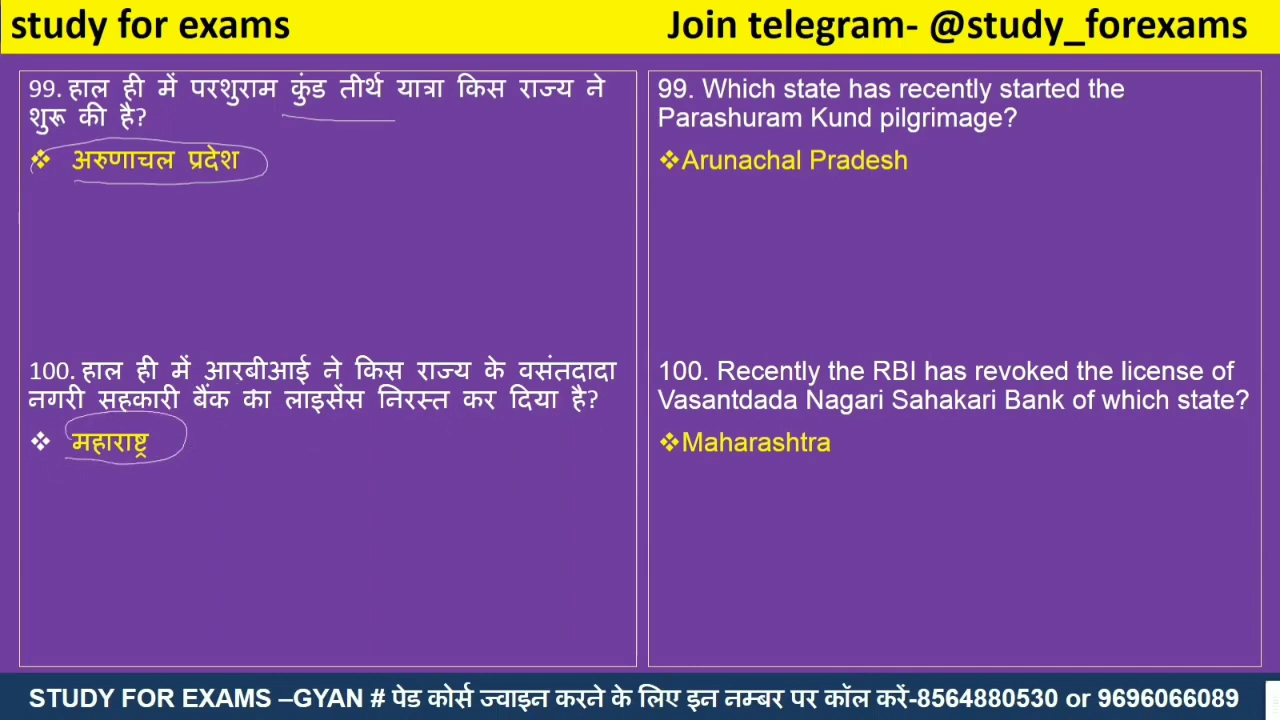 study for exams
Join telegram- @study_forexams
99. हाल ही में परशुराम कुंड तीर्थ यात्रा किस राज्य ने
शुरू की है?
❖ अरुणाचल प्रदेश
100. हाल ही में आरबीआई ने किस राज्य के वसंतदादा
नगरी सहकारी बैंक का लाइसेंस निरस्त कर दिया है?
❖ महाराष्ट्र
99. Which state has recently started the
Parashuram Kund pilgrimage?
❖Arunachal Pradesh
100. Recently the RBI has revoked the license of
Vasantdada Nagari Sahakari Bank of which state?
❖Maharashtra
STUDY FOR EXAMS –GYAN # पेड कोर्स ज्वाइन करने के लिए इन नम्बर पर कॉल करें-8564880530 or 9696066089